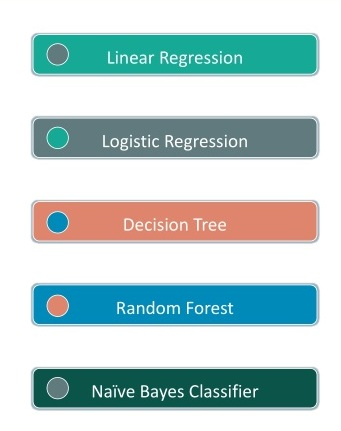 Linear Regression
Logistic Regression
Decision Tree
Random Forest
Naïve Bayes Classifier